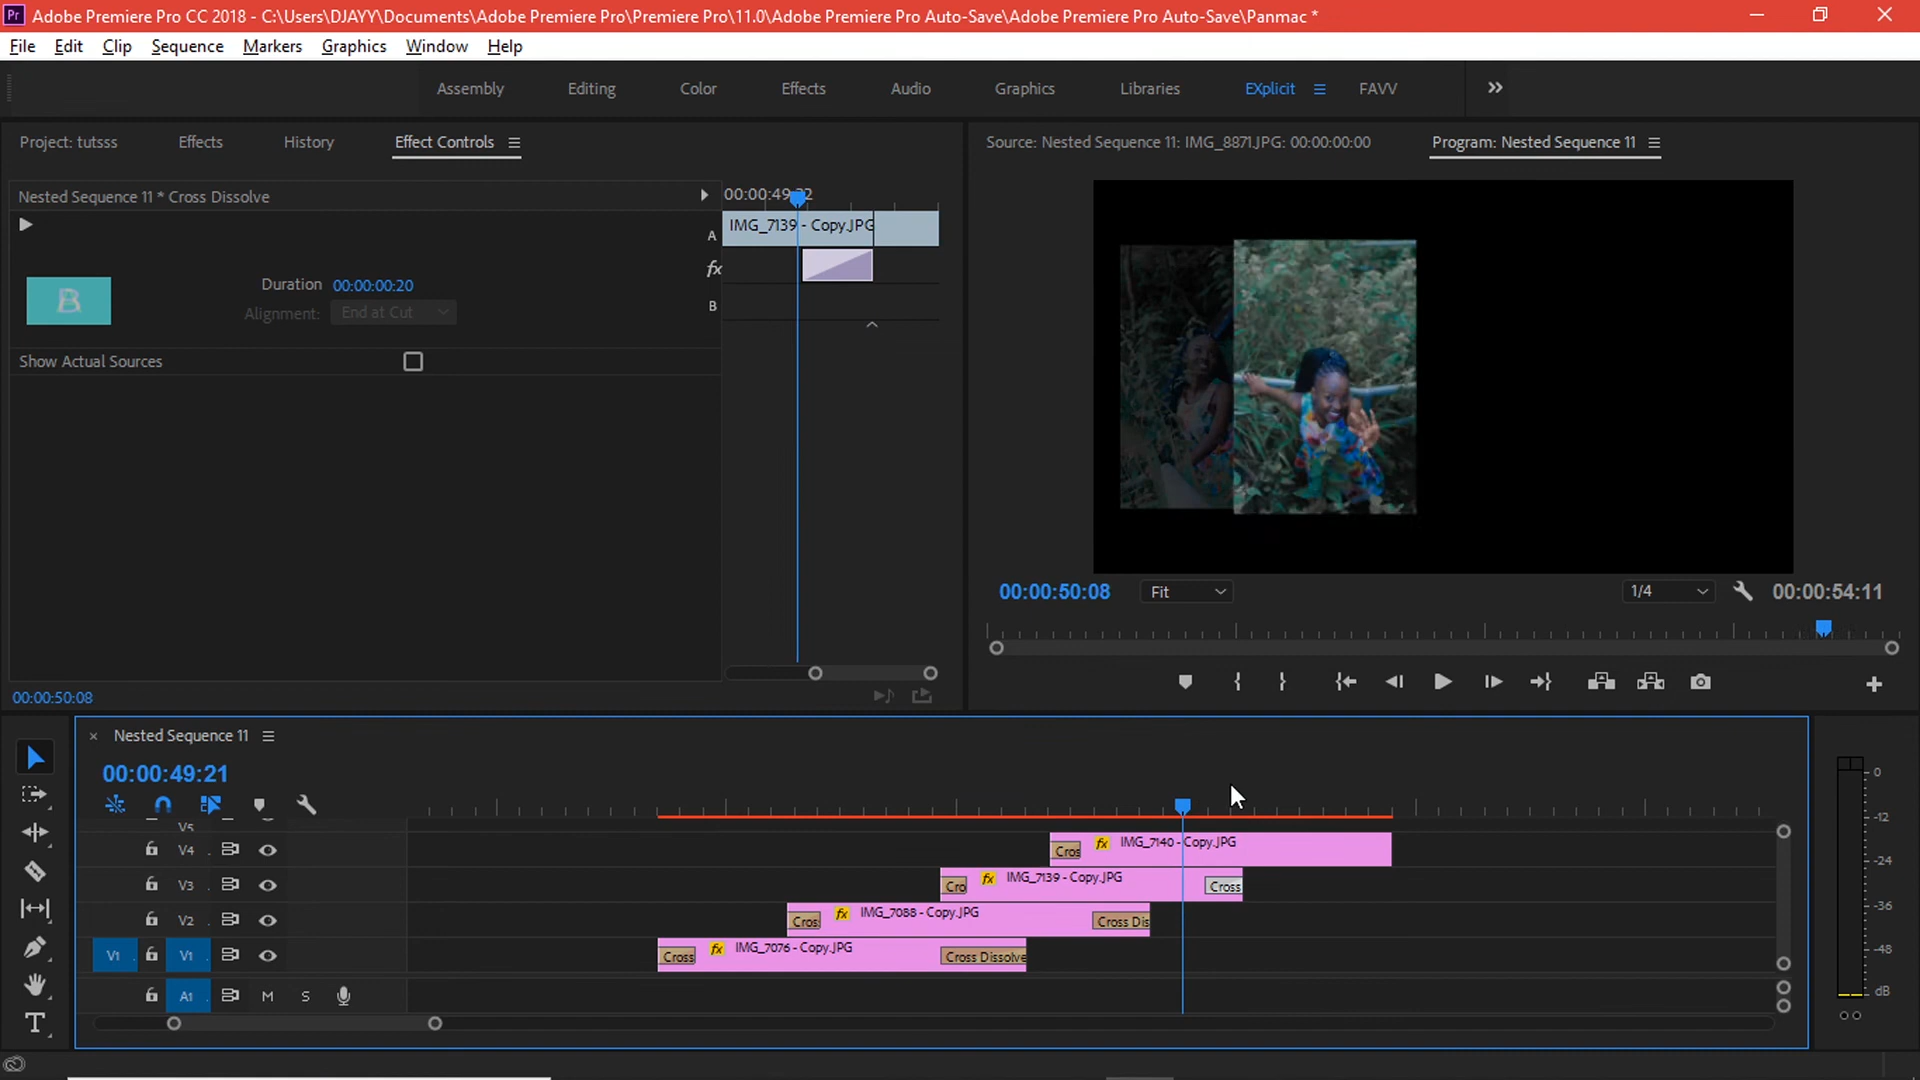 Pr Adobe Premiere Pro CC 2018 - C:\Users\DJAYY\Documents\Adobe Premiere Pro\Premiere Pro\11.0\Adobe Premiere Pro Auto-Save\Adobe Premiere Pro Auto-Save\Panmac *
File Edit Clip Sequence Markers Graphics Window Help
Assembly Editing Color Effects Audio Graphics Libraries EXplicit FAVV
Project: tutsss Effects History Effect Controls
Source: Nested Sequence 11: IMG_8871.JPG: 00:00:00:00 Program: Nested Sequence 11
Nested Sequence 11 * Cross Dissolve
A IMG_7139 - Copy.JPG
fx
B
B
Duration 00:00:00:20
Alignment: End at Cut
Show Actual Sources
00:00:50:08 Fit 1/4 00:00:54:11
00:00:50:08
Nested Sequence 11
00:00:49:21
V5
V4 Cros fx IMG_7140 - Copy.JPG
V3 Cro fx IMG_7139 - Copy.JPG Cross
V2 Cros fx IMG_7088 - Copy.JPG Cross Dis
V1 V1 Cross fx IMG_7076 - Copy.JPG Cross Dissolve
A1 M S
T
0
-12
-24
-36
-48
dB